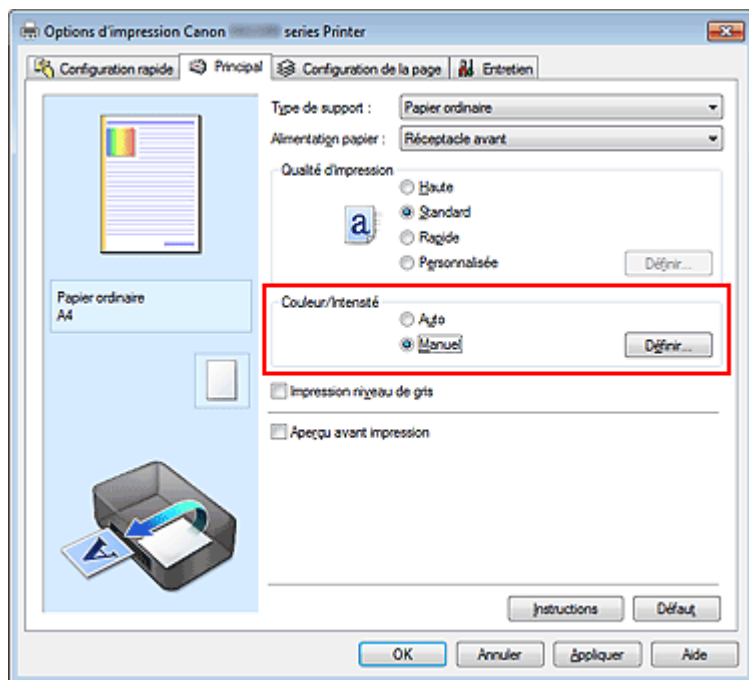 Options d'impression Canon series Printer
Configuration rapide
Principal
Configuration de la page
Entretien
Type de support :
Papier ordinaire
Alimentation papier :
Réceptacle avant
Qualité d'impression
Haute
Standard
Rapide
Personnalisée
Définir...
a
Papier ordinaire
A4
Couleur/Intensité
Auto
Manuel
Définir...
Impression niveau de gris
Aperçu avant impression
A
Instructions
Défaut
OK
Annuler
Appliquer
Aide